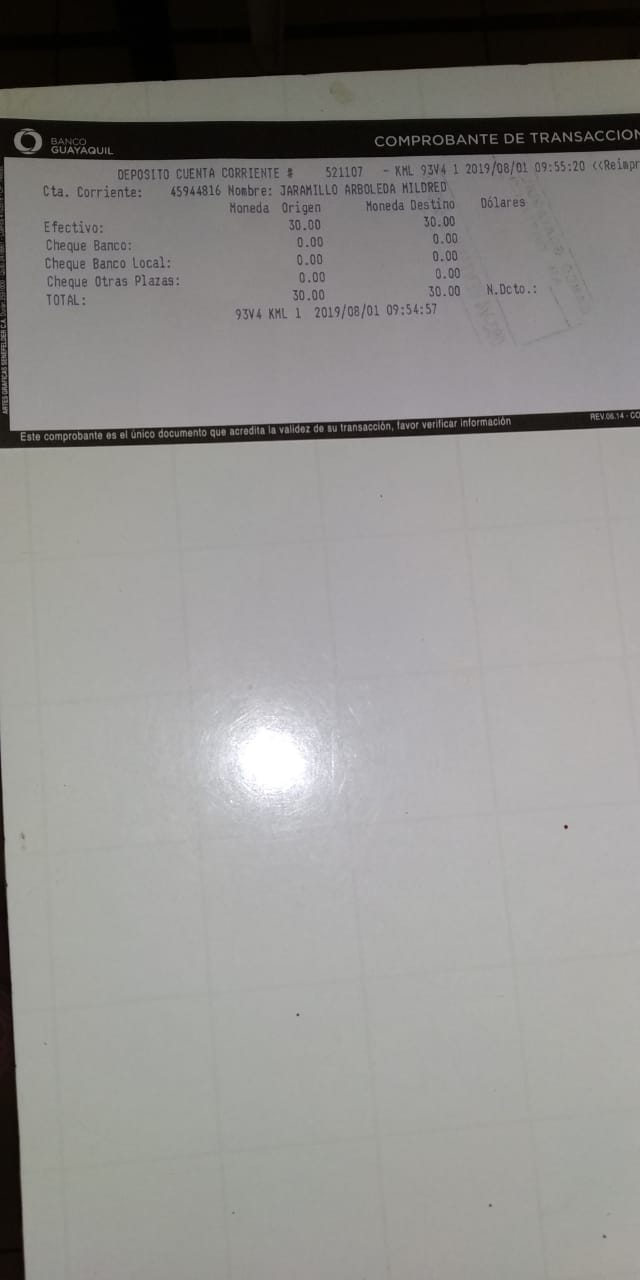 BANCO
GUAYAQUIL
COMPROBANTE DE TRANSACCION
DEPOSITO CUENTA CORRIENTE # 521107 - KML 93V4 1 2019/08/01 09:55:20 <<Reimpr
Cta. Corriente: 45944816 Nombre: JARAMILLO ARBOLEDA MILDRED
Moneda Origen Moneda Destino Dólares
Efectivo: 30.00 30.00
Cheque Banco: 0.00 0.00
Cheque Banco Local: 0.00 0.00
Cheque Otras Plazas: 0.00 0.00
TOTAL: 30.00 30.00 N.Dcto.:
93V4 KML 1 2019/08/01 09:54:57
Este comprobante es el único documento que acredita la validez de su transacción, favor verificar información
REV.06.14 - CO
ARTES GRAFICAS SENEFELDER C.A.